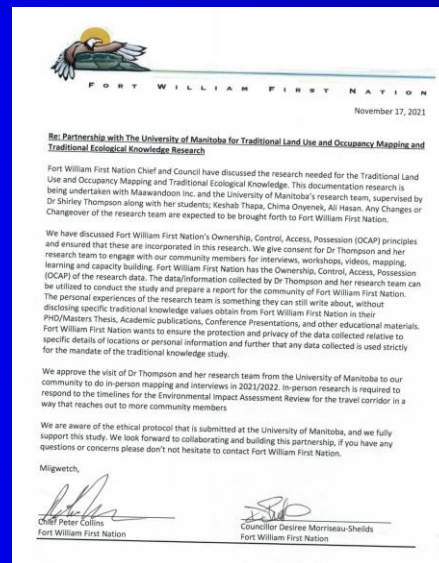 FORT WILLIAM FIRST NATION
November 17, 2021
Re: Partnership with The University of Manitoba for Traditional Land Use and Occupancy Mapping and
Traditional Ecological Knowledge Research
Fort William First Nation Chief and Council have discussed the research needed for the Traditional Land
Use and Occupancy Mapping and Traditional Ecological Knowledge. This documentation research is
being undertaken with Maawandoon Inc. and the University of Manitoba's research team, supervised by
Dr Shirley Thompson along with her students; Keshab Thapa, Chima Onyenek, Ali Hasan. Any Changes or
Changeover of the research team are expected to be brought forth to Fort William First Nation.
We have discussed Fort William First Nation's Ownership, Control, Access, Possession (OCAP) principles
and ensured that these are incorporated in this research. We give consent for Dr Thompson and her
research team to engage with our community members for interviews, workshops, videos, mapping,
learning and capacity building. Fort William First Nation has the Ownership, Control, Access, Possession
(OCAP) of the research data. The data/information collected by Dr Thompson and her research team can
be utilized to conduct the study and prepare a report for the community of Fort William First Nation.
The personal experiences of the research team is something they can still write about, without
disclosing specific traditional knowledge values obtain from Fort William First Nation in their
PHD/Masters Thesis, Academic publications, Conference Presentations, and other educational materials.
Fort William First Nation wants to ensure the protection and privacy of the data collected relative to
specific details of locations or personal information and further that any data collected is used strictly
for the mandate of the traditional knowledge study.
We approve the visit of Dr Thompson and her research team from the University of Manitoba to our
community to do in-person mapping and interviews in 2021/2022. In-person research is required to
respond to the timelines for the Environmental Impact Assessment Review for the travel corridor in a
way that reaches out to more community members
We are aware of the ethical protocol that is submitted at the University of Manitoba, and we fully
support this study. We look forward to collaborating and building this partnership, if you have any
questions or concerns please don't not hesitate to contact Fort William First Nation.
Miigwetch,
Chief Peter Collins
Fort William First Nation
Councillor Desiree Morriseau-Sheilds
Fort William First Nation